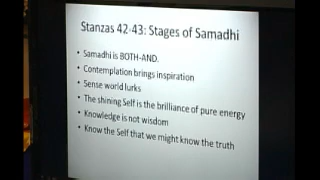 Stanzas 42-43: Stages of Samadhi
• Samadhi is BOTH-AND.
• Contemplation brings inspiration
• Sense world lurks
• The shining Self is the brilliance of pure energy
• Knowledge is not wisdom
• Know the Self that we might know the truth